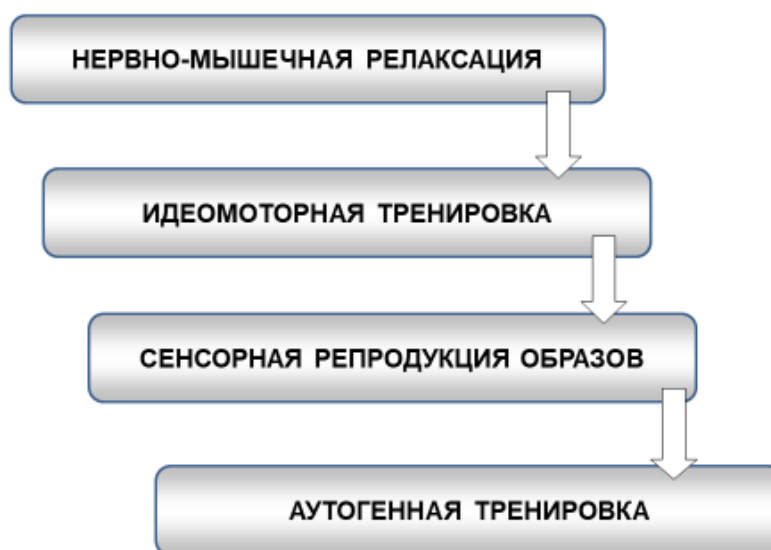 НЕРВНО-МЫШЕЧНАЯ РЕЛАКСАЦИЯ
ИДЕОМОТОРНАЯ ТРЕНИРОВКА
СЕНСОРНАЯ РЕПРОДУКЦИЯ ОБРАЗОВ
АУТОГЕННАЯ ТРЕНИРОВКА